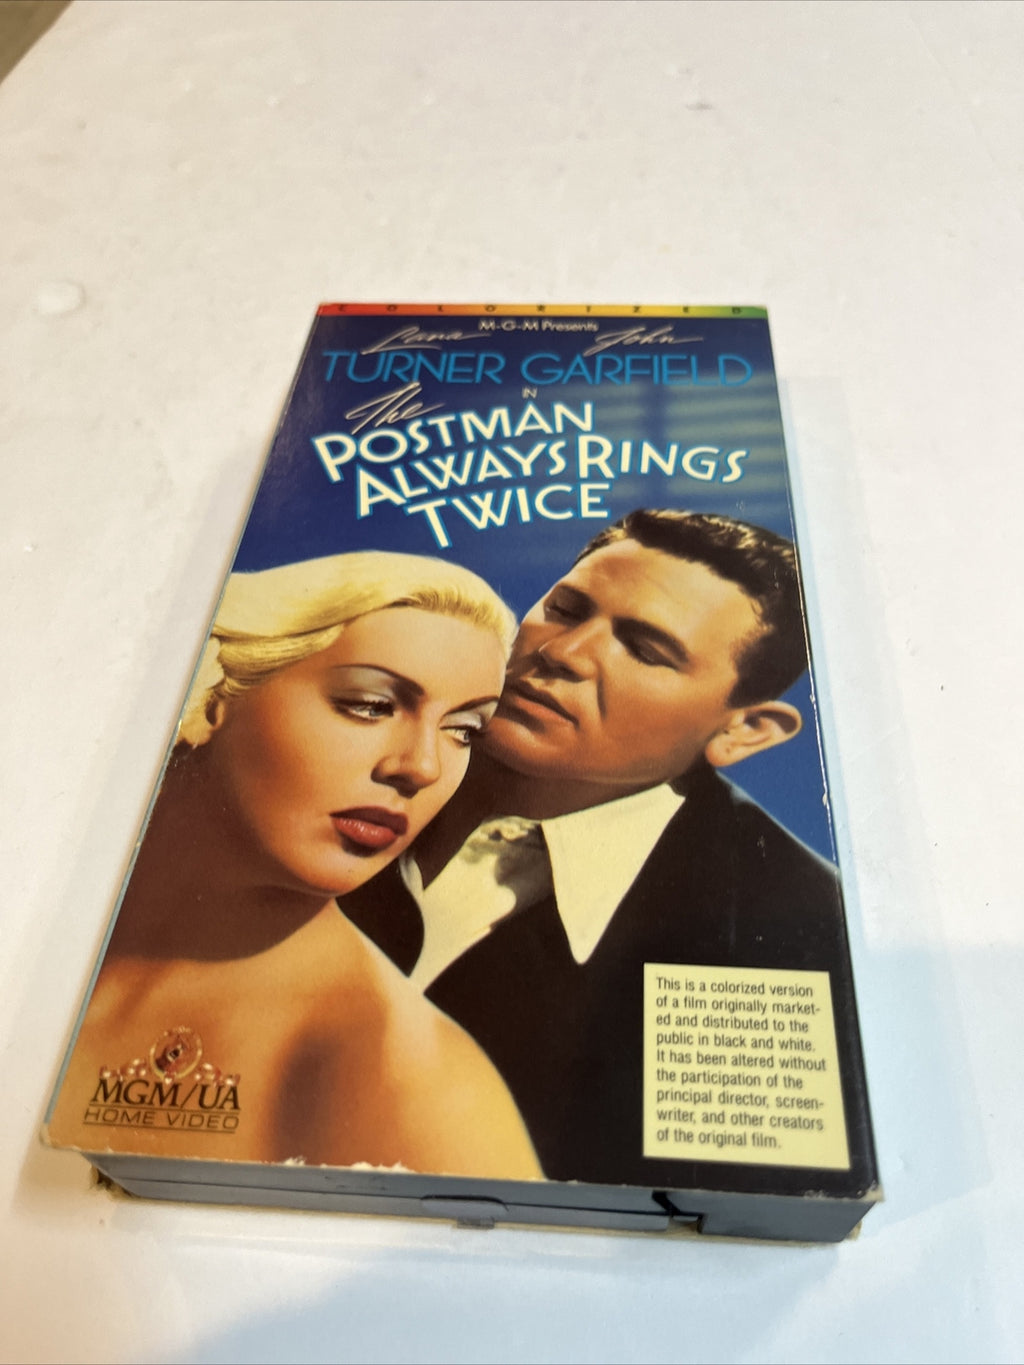 COLORIZED
M-G-M Presents
Lana John
TURNER GARFIELD
IN
The
POSTMAN
ALWAYS RINGS
TWICE
This is a colorized version
of a film originally market-
ed and distributed to the
public in black and white.
It has been altered without
the participation of the
principal director, screen-
writer, and other creators
of the original film.
MGM/UA
HOME VIDEO